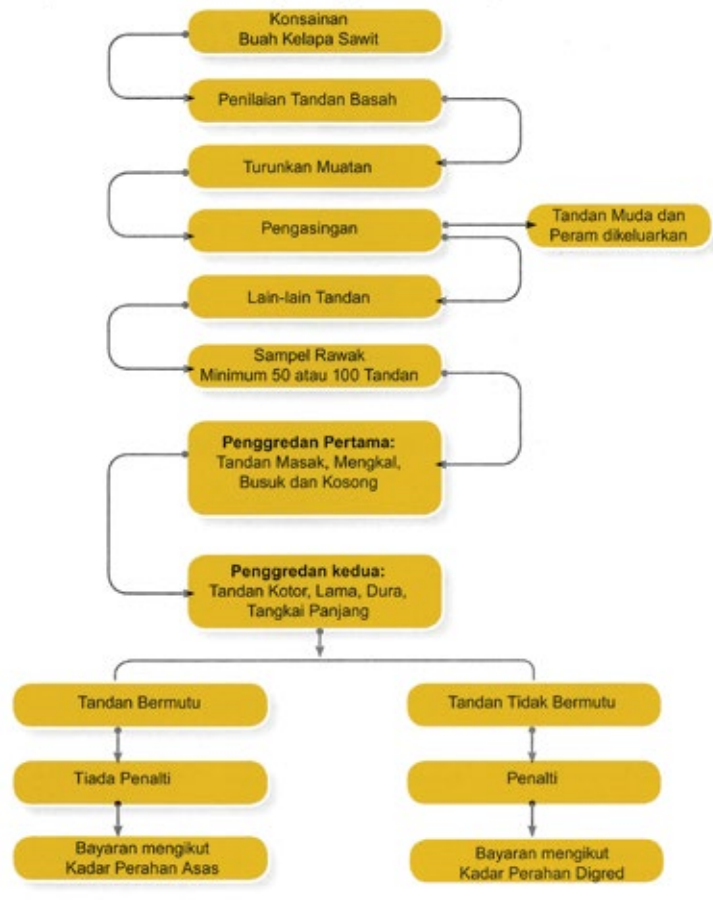 Konsainan
Buah Kelapa Sawit
Penilaian Tandan Basah
Turunkan Muatan
Pengasingan
Tandan Muda dan
Peram dikeluarkan
Lain-lain Tandan
Sampel Rawak
Minimum 50 atau 100 Tandan
Penggredan Pertama:
Tandan Masak, Mengkal,
Busuk dan Kosong
Penggredan kedua:
Tandan Kotor, Lama, Dura,
Tangkai Panjang
Tandan Bermutu
Tandan Tidak Bermutu
Tiada Penalti
Penalti
Bayaran mengikut
Kadar Perahan Asas
Bayaran mengikut
Kadar Perahan Digred